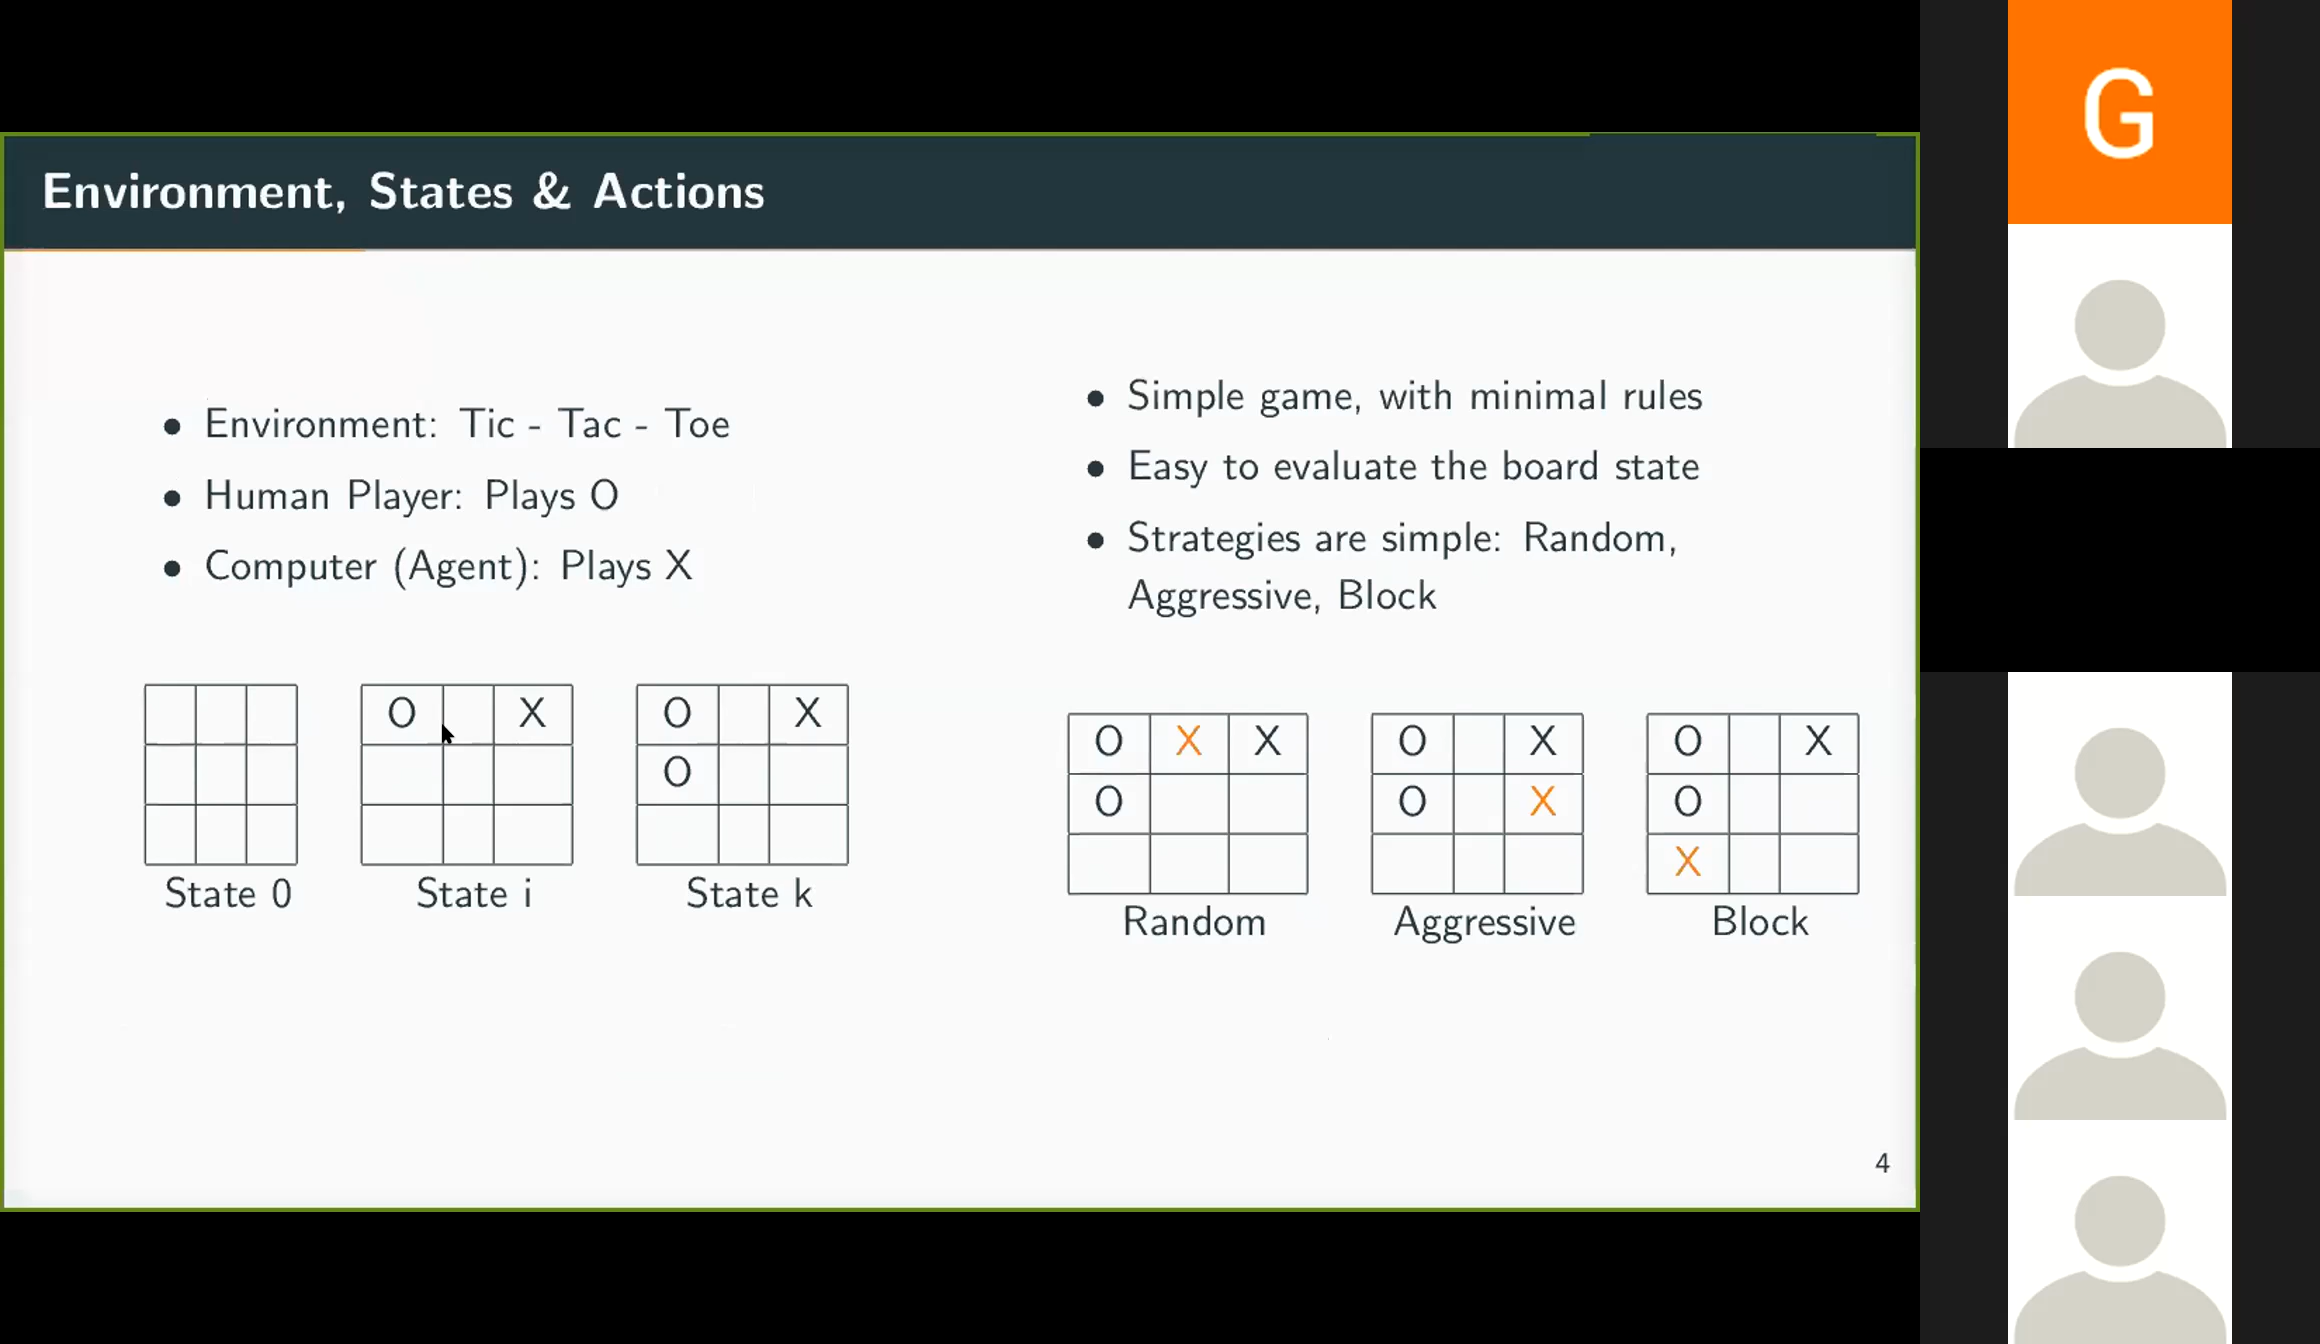 Environment, States & Actions
• Environment: Tic - Tac - Toe
• Human Player: Plays O
• Computer (Agent): Plays X
O X
O X
O
State 0 State i State k
• Simple game, with minimal rules
• Easy to evaluate the board state
• Strategies are simple: Random,
Aggressive, Block
O X X
O
O X
O X
O X
O
X
Random Aggressive Block
4
G